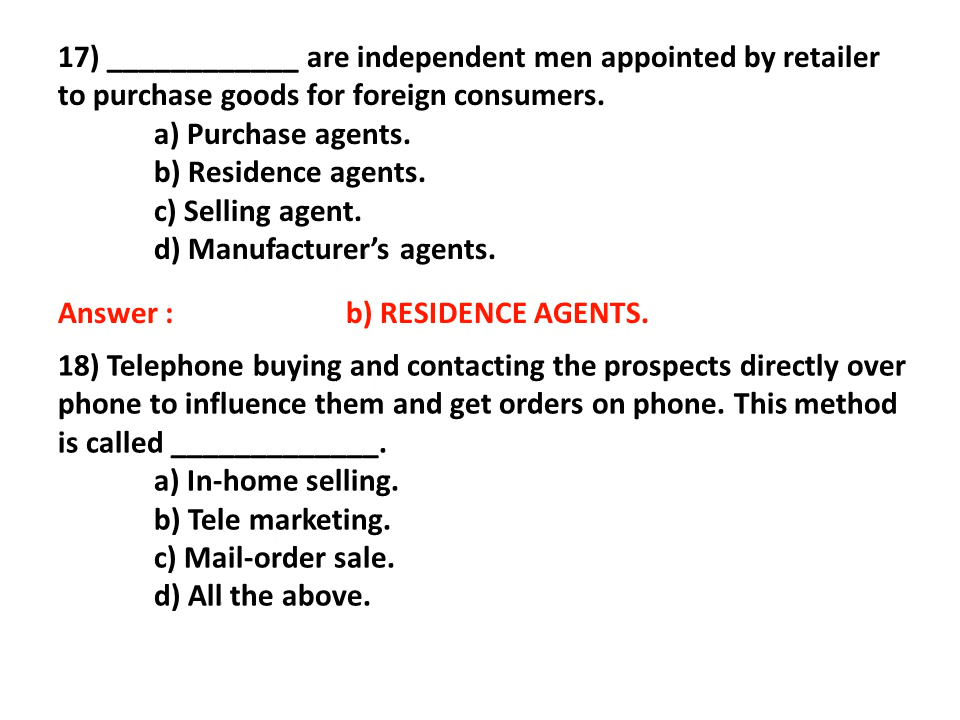 17) ____________ are independent men appointed by retailer
to purchase goods for foreign consumers.
a) Purchase agents.
b) Residence agents.
c) Selling agent.
d) Manufacturer’s agents.
Answer : b) RESIDENCE AGENTS.
18) Telephone buying and contacting the prospects directly over
phone to influence them and get orders on phone. This method
is called _____________.
a) In-home selling.
b) Tele marketing.
c) Mail-order sale.
d) All the above.